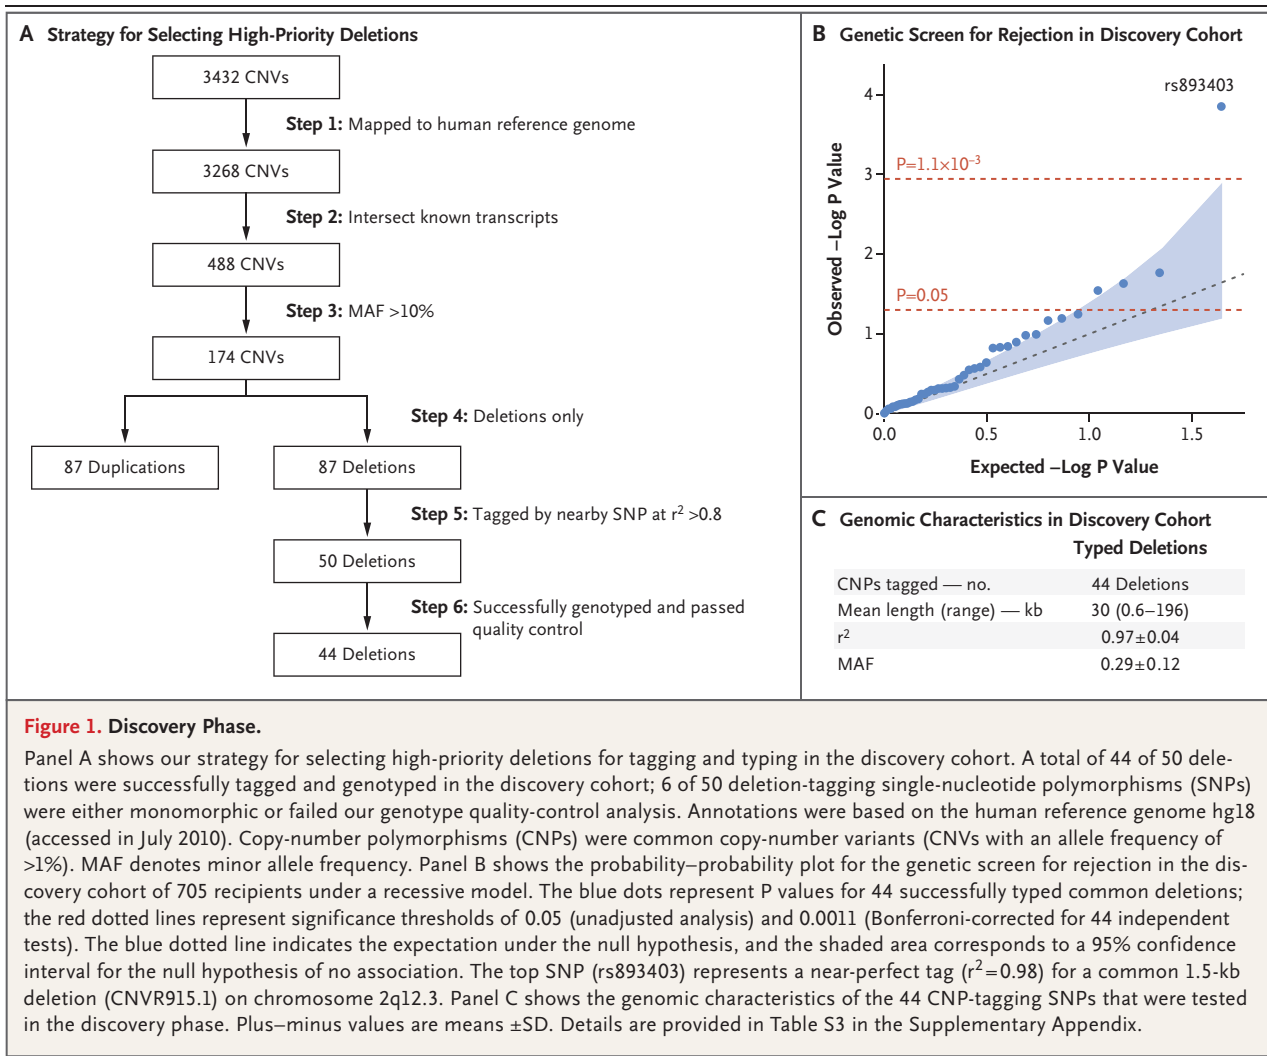 A Strategy for Selecting High-Priority Deletions
3432 CNVs
Step 1: Mapped to human reference genome
3268 CNVs
Step 2: Intersect known transcripts
488 CNVs
Step 3: MAF >10%
174 CNVs
Step 4: Deletions only
87 Duplications
87 Deletions
Step 5: Tagged by nearby SNP at r² >0.8
50 Deletions
Step 6: Successfully genotyped and passed
quality control
44 Deletions
B Genetic Screen for Rejection in Discovery Cohort
Observed –Log P Value
4
3
2
1
0
rs893403
P=1.1×10⁻³
P=0.05
0.0 0.5 1.0 1.5
Expected –Log P Value
C Genomic Characteristics in Discovery Cohort
Typed Deletions
CNPs tagged — no. 44 Deletions
Mean length (range) — kb 30 (0.6–196)
r² 0.97±0.04
MAF 0.29±0.12
Figure 1. Discovery Phase.
Panel A shows our strategy for selecting high-priority deletions for tagging and typing in the discovery cohort. A total of 44 of 50 dele-
tions were successfully tagged and genotyped in the discovery cohort; 6 of 50 deletion-tagging single-nucleotide polymorphisms (SNPs)
were either monomorphic or failed our genotype quality-control analysis. Annotations were based on the human reference genome hg18
(accessed in July 2010). Copy-number polymorphisms (CNPs) were common copy-number variants (CNVs with an allele frequency of
>1%). MAF denotes minor allele frequency. Panel B shows the probability–probability plot for the genetic screen for rejection in the dis-
covery cohort of 705 recipients under a recessive model. The blue dots represent P values for 44 successfully typed common deletions;
the red dotted lines represent significance thresholds of 0.05 (unadjusted analysis) and 0.0011 (Bonferroni-corrected for 44 independent
tests). The blue dotted line indicates the expectation under the null hypothesis, and the shaded area corresponds to a 95% confidence
interval for the null hypothesis of no association. The top SNP (rs893403) represents a near-perfect tag (r²=0.98) for a common 1.5-kb
deletion (CNVR915.1) on chromosome 2q12.3. Panel C shows the genomic characteristics of the 44 CNP-tagging SNPs that were tested
in the discovery phase. Plus–minus values are means ±SD. Details are provided in Table S3 in the Supplementary Appendix.